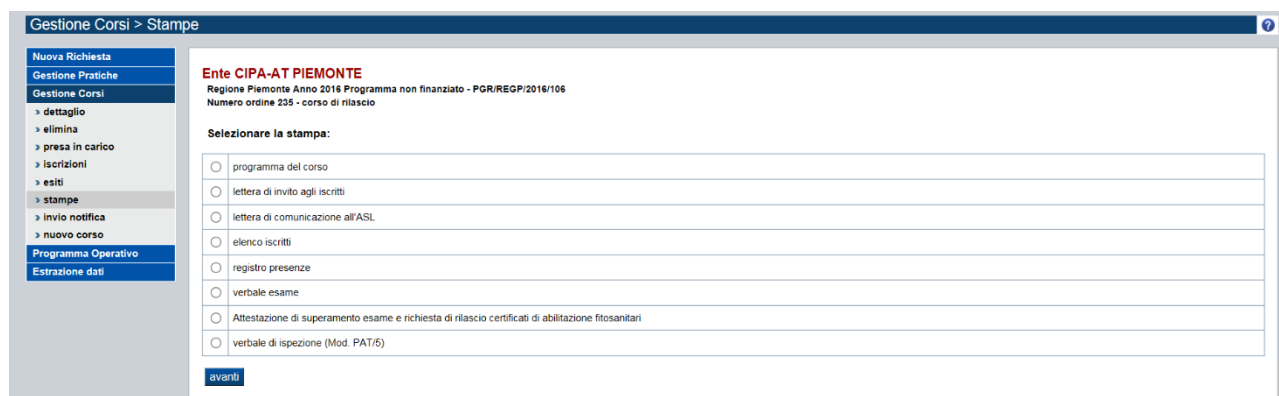 Gestione Corsi > Stampe
?
Nuova Richiesta
Gestione Pratiche
Gestione Corsi
» dettaglio
» elimina
» presa in carico
» iscrizioni
» esiti
» stampe
» invio notifica
» nuovo corso
Programma Operativo
Estrazione dati
Ente CIPA-AT PIEMONTE
Regione Piemonte Anno 2016 Programma non finanziato - PGR/REGP/2016/106
Numero ordine 235 - corso di rilascio
Selezionare la stampa:
programma del corso
lettera di invito agli iscritti
lettera di comunicazione all'ASL
elenco iscritti
registro presenze
verbale esame
Attestazione di superamento esame e richiesta di rilascio certificati di abilitazione fitosanitari
verbale di ispezione (Mod. PAT/5)
avanti